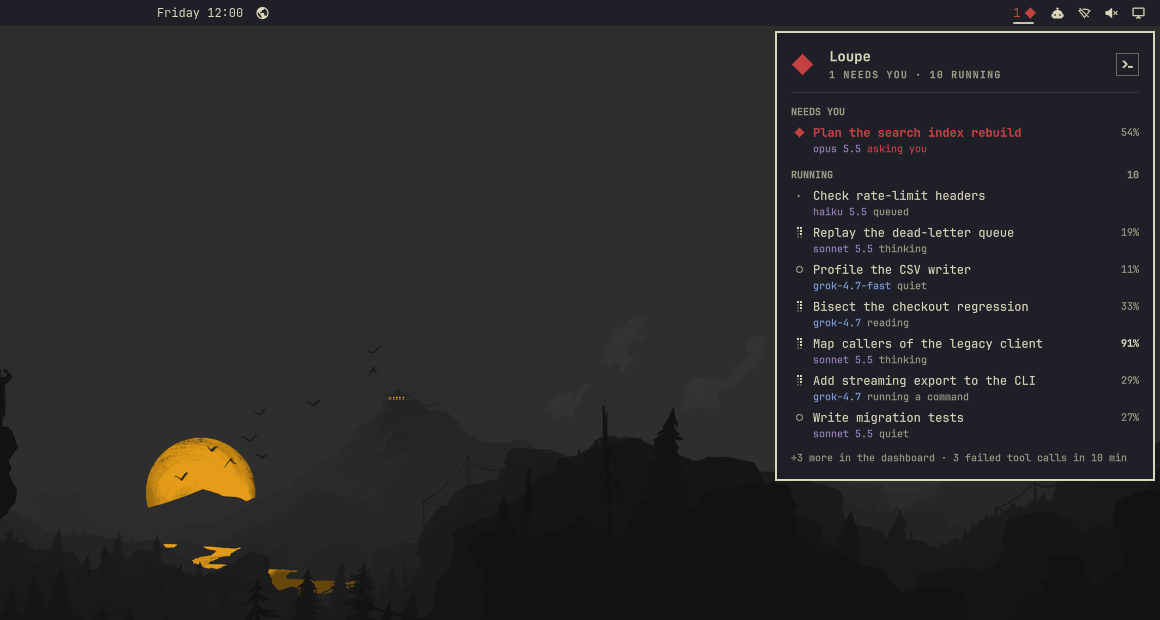 Friday 12:00
1
Loupe
1 NEEDS YOU · 10 RUNNING
NEEDS YOU
Plan the search index rebuild 54%
opus 5.5 asking you
RUNNING 10
Check rate-limit headers
haiku 5.5 queued
Replay the dead-letter queue 19%
sonnet 5.5 thinking
Profile the CSV writer 11%
grok-4.7-fast quiet
Bisect the checkout regression 33%
grok-4.7 reading
Map callers of the legacy client 91%
sonnet 5.5 thinking
Add streaming export to the CLI 29%
grok-4.7 running a command
Write migration tests 27%
sonnet 5.5 quiet
+3 more in the dashboard · 3 failed tool calls in 10 min